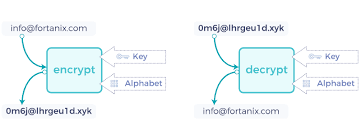 info@fortanix.com
encrypt
Key
Alphabet
0m6j@lhrgeu1d.xyk
0m6j@lhrgeu1d.xyk
decrypt
Key
Alphabet
info@fortanix.com